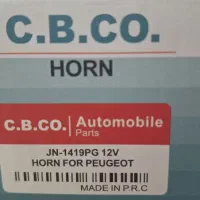 C.B.CO.
HORN
C.B.CO. | Automobile
Parts
JN-1419PG 12V
HORN FOR PEUGEOT
MADE IN P.R.C